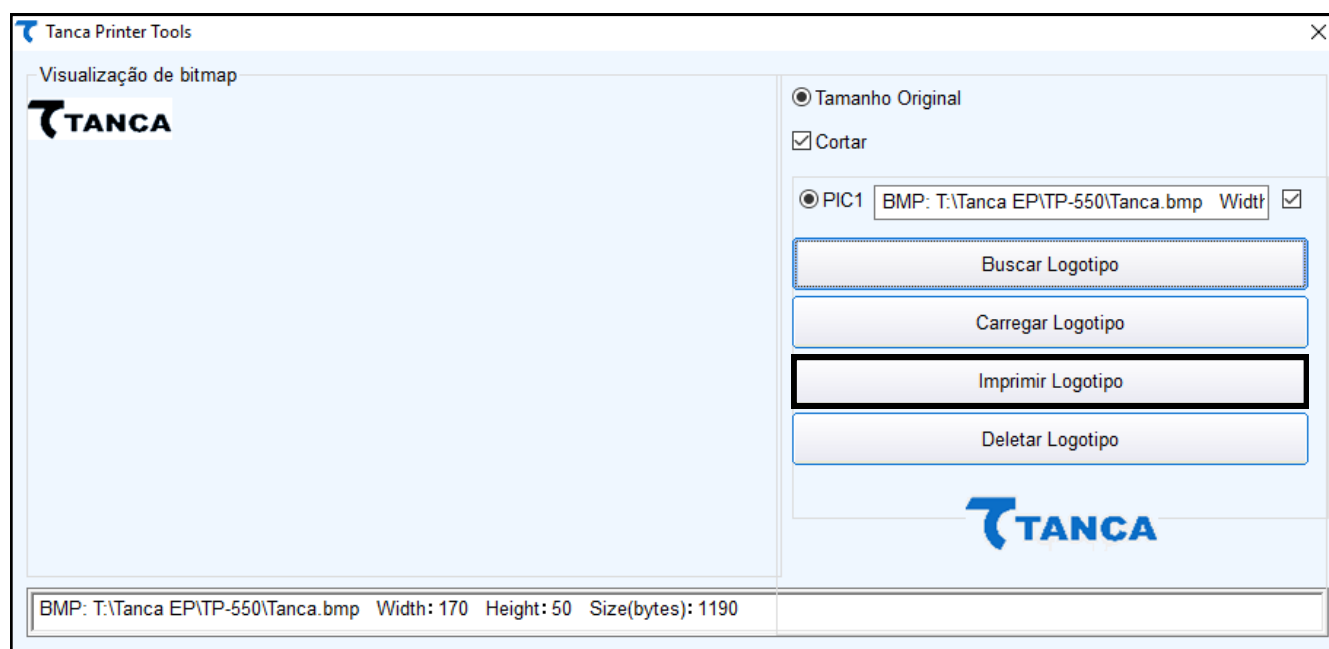 Tanca Printer Tools
Visualização de bitmap
TANCA
Tamanho Original
Cortar
PIC1 BMP: T:\Tanca EP\TP-550\Tanca.bmp Widt
Buscar Logotipo
Carregar Logotipo
Imprimir Logotipo
Deletar Logotipo
TANCA
BMP: T:\Tanca EP\TP-550\Tanca.bmp Width: 170 Height: 50 Size(bytes): 1190